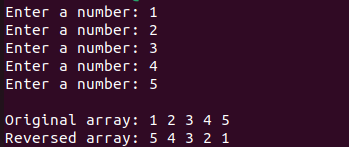 Enter a number: 1
Enter a number: 2
Enter a number: 3
Enter a number: 4
Enter a number: 5
Original array: 1 2 3 4 5
Reversed array: 5 4 3 2 1